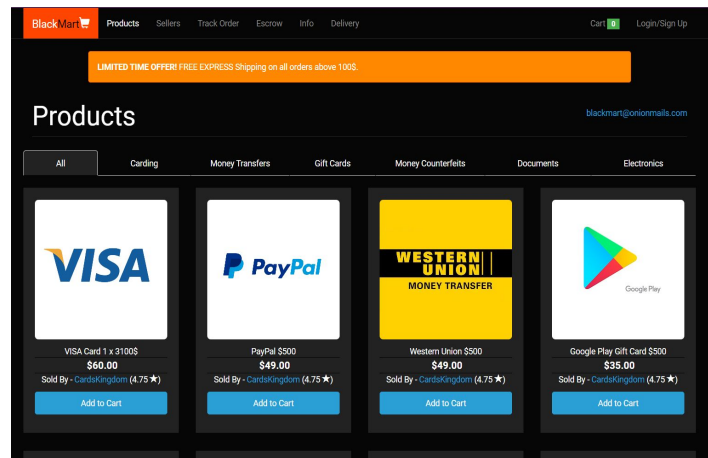 BlackMart Products Sellers Track Order Escrow Info Delivery Cart 0 Login/Sign Up
LIMITED TIME OFFER! FREE EXPRESS Shipping on all orders above 100$.
Products blackmart@onionmails.com
All Carding Money Transfers Gift Cards Money Counterfeits Documents Electronics
VISA
PayPal
WESTERN
UNION
MONEY TRANSFER
Google Play
VISA Card 1 x 3100$ PayPal $500 Western Union $500 Google Play Gift Card $500
$60.00 $49.00 $49.00 $35.00
Sold By - CardsKingdom (4.75 ★) Sold By - CardsKingdom (4.75 ★) Sold By - CardsKingdom (4.75 ★) Sold By - CardsKingdom (4.75 ★)
Add to Cart Add to Cart Add to Cart Add to Cart